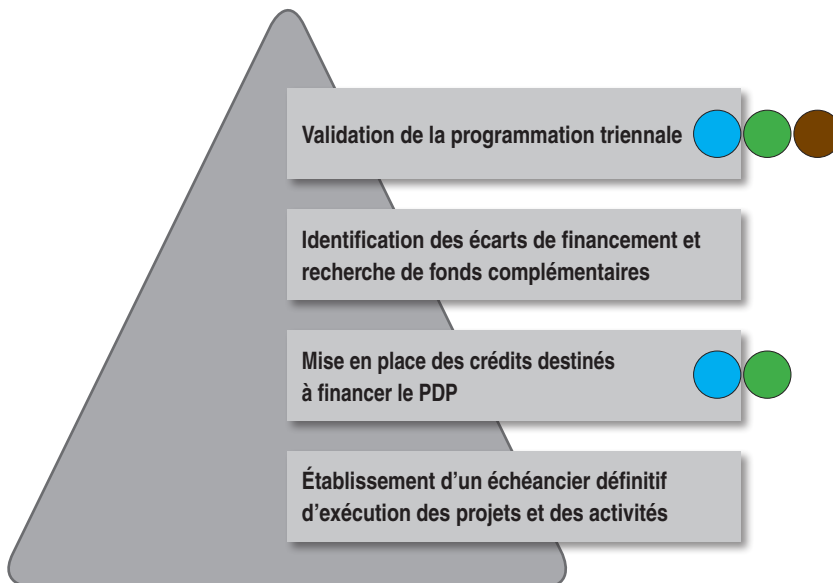 Validation de la programmation triennale
Identification des écarts de financement et
recherche de fonds complémentaires
Mise en place des crédits destinés
à financer le PDP
Établissement d’un échéancier définitif
d’exécution des projets et des activités